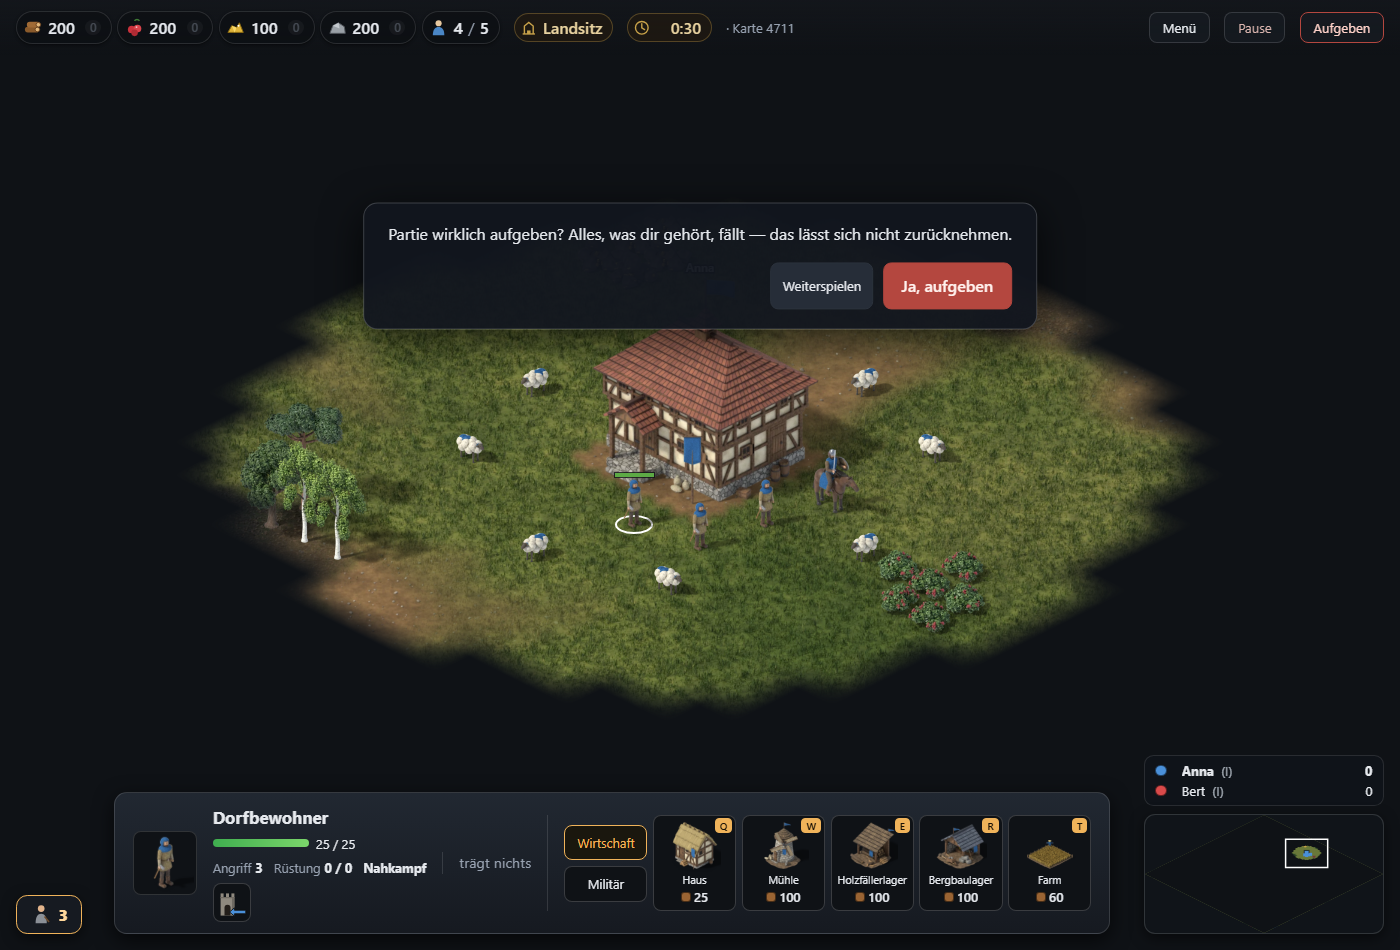 200 0 200 0 100 0 200 0 4 / 5 Landsitz 0:30 · Karte 4711 Menü Pause Aufgeben
Partie wirklich aufgeben? Alles, was dir gehört, fällt — das lässt sich nicht zurücknehmen.
Anna
Weiterspielen Ja, aufgeben
Anna (I) 0
Bert (I) 0
Dorfbewohner
25 / 25
Angriff 3 Rüstung 0 / 0 Nahkampf
trägt nichts
Wirtschaft
Militär
Q W E R T
Haus Mühle Holzfällerlager Bergbaulager Farm
25 100 100 100 60
3